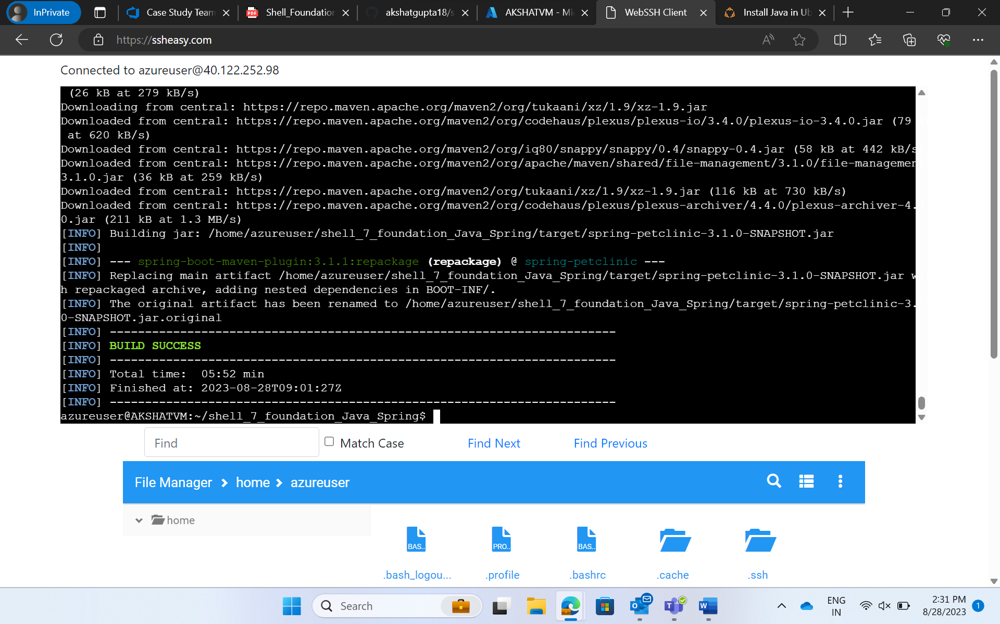 InPrivate
Case Study Team
Shell_Foundation
akshatgupta18/s
AKSHATVM - Mi
WebSSH Client
Install Java in Ub
https://ssheasy.com
Connected to azureuser@40.122.252.98
(26 kB at 279 kB/s)
Downloading from central: https://repo.maven.apache.org/maven2/org/tukaani/xz/1.9/xz-1.9.jar
Downloaded from central: https://repo.maven.apache.org/maven2/org/codehaus/plexus/plexus-io/3.4.0/plexus-io-3.4.0.jar (79
at 620 kB/s)
Downloaded from central: https://repo.maven.apache.org/maven2/org/iq80/snappy/snappy/0.4/snappy-0.4.jar (58 kB at 442 kB/s
Downloaded from central: https://repo.maven.apache.org/maven2/org/apache/maven/shared/file-management/3.1.0/file-managemen
3.1.0.jar (36 kB at 259 kB/s)
Downloaded from central: https://repo.maven.apache.org/maven2/org/tukaani/xz/1.9/xz-1.9.jar (116 kB at 730 kB/s)
Downloaded from central: https://repo.maven.apache.org/maven2/org/codehaus/plexus/plexus-archiver/4.4.0/plexus-archiver-4.
0.jar (211 kB at 1.3 MB/s)
[INFO] Building jar: /home/azureuser/shell_7_foundation_Java_Spring/target/spring-petclinic-3.1.0-SNAPSHOT.jar
[INFO]
[INFO] --- spring-boot-maven-plugin:3.1.1:repackage (repackage) @ spring-petclinic ---
[INFO] Replacing main artifact /home/azureuser/shell_7_foundation_Java_Spring/target/spring-petclinic-3.1.0-SNAPSHOT.jar w
h repackaged archive, adding nested dependencies in BOOT-INF/.
[INFO] The original artifact has been renamed to /home/azureuser/shell_7_foundation_Java_Spring/target/spring-petclinic-3.
0-SNAPSHOT.jar.original
[INFO] ------------------------------------------------------------------------
[INFO] BUILD SUCCESS
[INFO] ------------------------------------------------------------------------
[INFO] Total time:  05:52 min
[INFO] Finished at: 2023-08-28T09:01:27Z
[INFO] ------------------------------------------------------------------------
azureuser@AKSHATVM:~/shell_7_foundation_Java_Spring$
Find
Match Case
Find Next
Find Previous
File Manager > home > azureuser
home
BAS..
PRO..
BAS..
.bash_logou...
.profile
.bashrc
.cache
.ssh
Search
ENG
IN
2:31 PM
8/28/2023
1